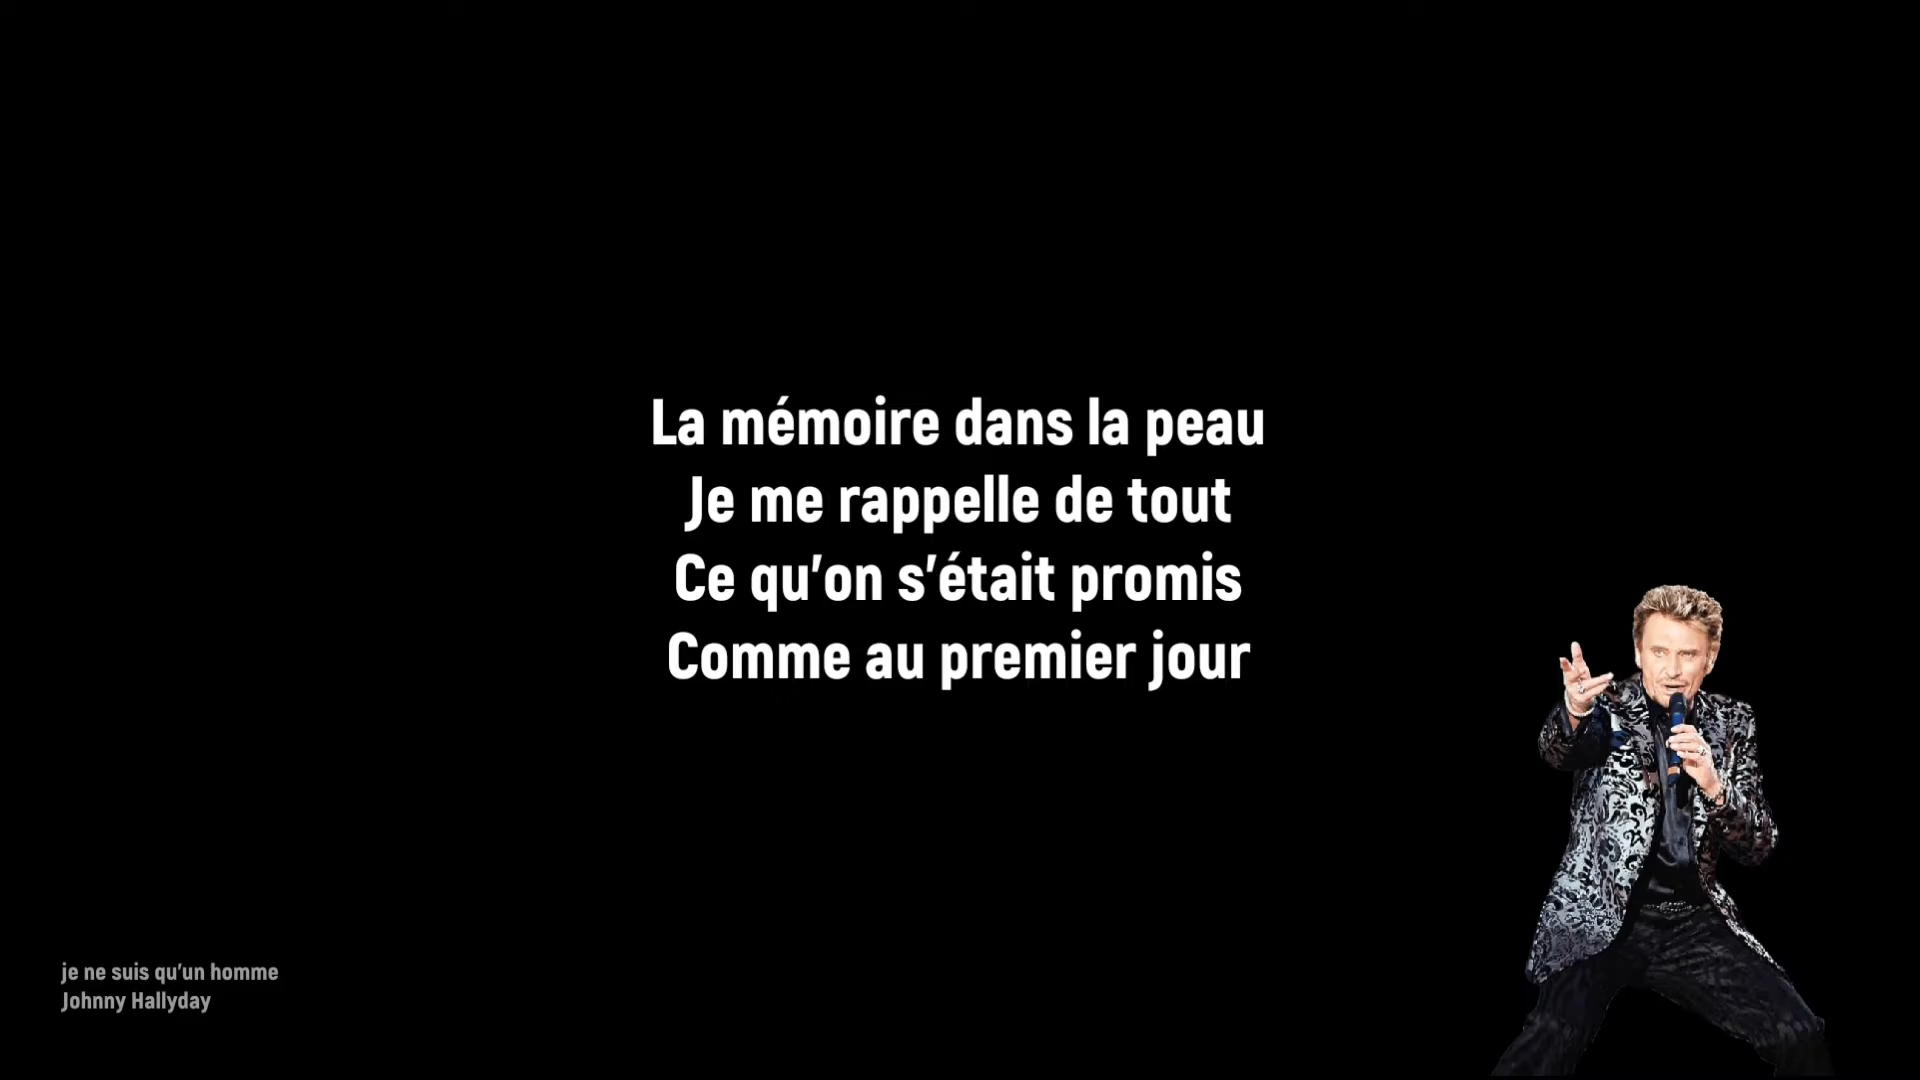 La mémoire dans la peau
Je me rappelle de tout
Ce qu'on s'était promis
Comme au premier jour
je ne suis qu'un homme
Johnny Hallyday